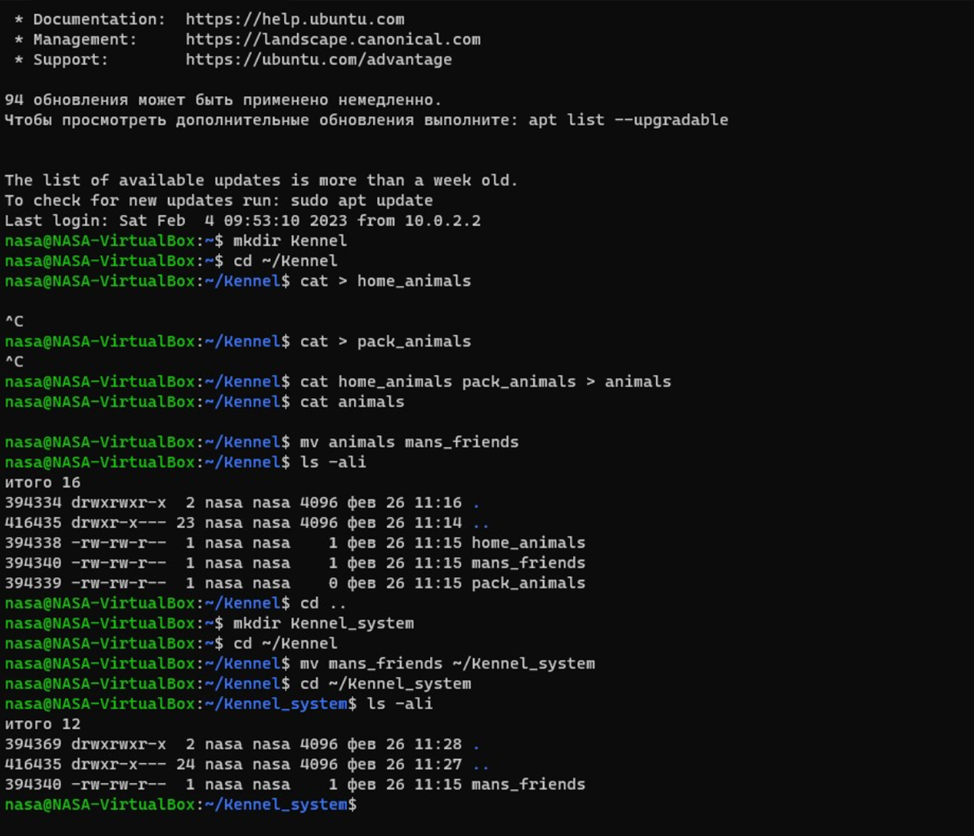 * Documentation:  https://help.ubuntu.com
* Management:     https://landscape.canonical.com
* Support:        https://ubuntu.com/advantage
94 обновления может быть применено немедленно.
Чтобы просмотреть дополнительные обновления выполните: apt list --upgradable
The list of available updates is more than a week old.
To check for new updates run: sudo apt update
Last login: Sat Feb  4 09:53:10 2023 from 10.0.2.2
nasa@NASA-VirtualBox:~$ mkdir Kennel
nasa@NASA-VirtualBox:~$ cd ~/Kennel
nasa@NASA-VirtualBox:~/Kennel$ cat > home_animals
^C
nasa@NASA-VirtualBox:~/Kennel$ cat > pack_animals
^C
nasa@NASA-VirtualBox:~/Kennel$ cat home_animals pack_animals > animals
nasa@NASA-VirtualBox:~/Kennel$ cat animals
nasa@NASA-VirtualBox:~/Kennel$ mv animals mans_friends
nasa@NASA-VirtualBox:~/Kennel$ ls -ali
итого 16
394334 drwxrwxr-x  2 nasa nasa 4096 фев 26 11:16 .
416435 drwxr-x--- 23 nasa nasa 4096 фев 26 11:14 ..
394338 -rw-rw-r--  1 nasa nasa    1 фев 26 11:15 home_animals
394340 -rw-rw-r--  1 nasa nasa    1 фев 26 11:15 mans_friends
394339 -rw-rw-r--  1 nasa nasa    0 фев 26 11:15 pack_animals
nasa@NASA-VirtualBox:~/Kennel$ cd ..
nasa@NASA-VirtualBox:~$ mkdir Kennel_system
nasa@NASA-VirtualBox:~$ cd ~/Kennel
nasa@NASA-VirtualBox:~/Kennel$ mv mans_friends ~/Kennel_system
nasa@NASA-VirtualBox:~/Kennel$ cd ~/Kennel_system
nasa@NASA-VirtualBox:~/Kennel_system$ ls -ali
итого 12
394369 drwxrwxr-x  2 nasa nasa 4096 фев 26 11:28 .
416435 drwxr-x--- 24 nasa nasa 4096 фев 26 11:27 ..
394340 -rw-rw-r--  1 nasa nasa    1 фев 26 11:15 mans_friends
nasa@NASA-VirtualBox:~/Kennel_system$